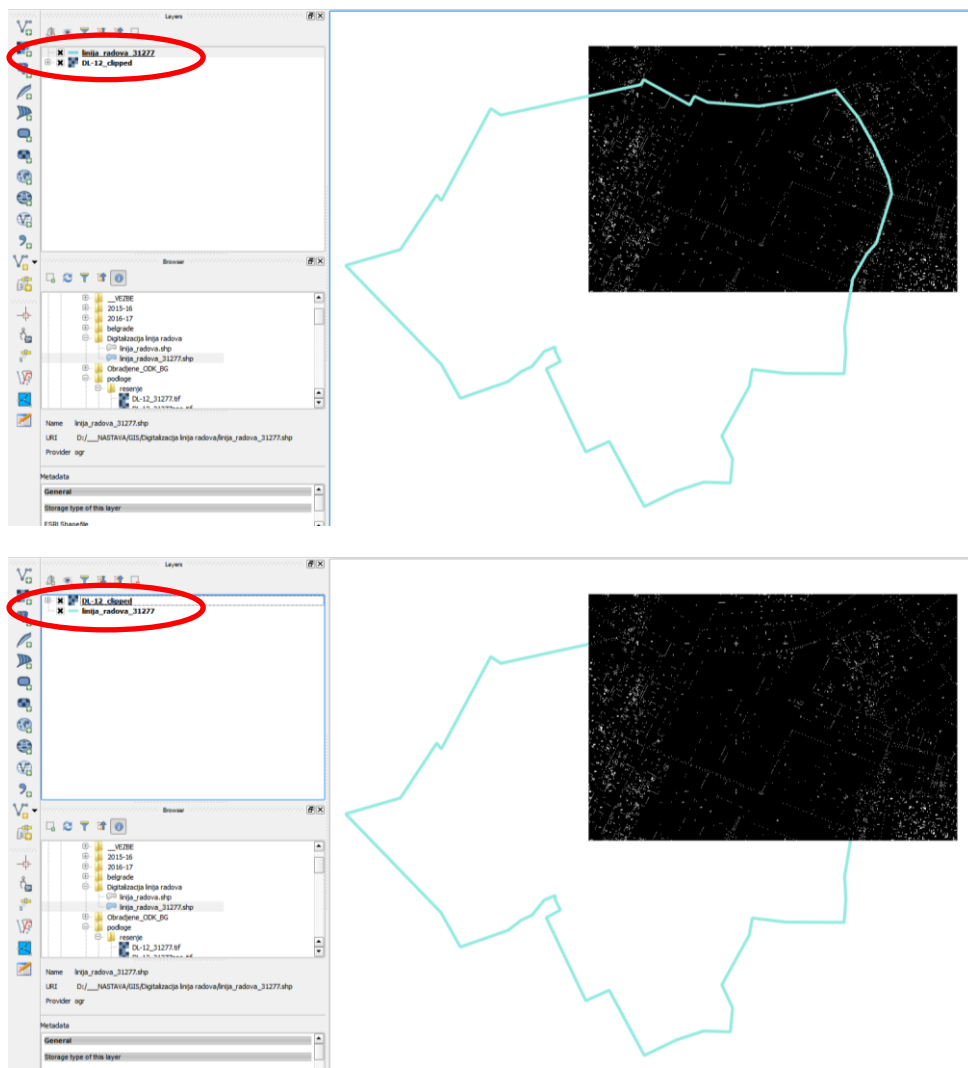 Layers
linija_radova_31277
DL-12_clipped
Browser
__VEZBE
2015-16
2016-17
belgrade
Digitalizacija linija radova
linija_radova.shp
linija_radova_31277.shp
Obradjene_ODK_BG
podloge
resenje
DL-12_31277.tif
Name linija_radova_31277.shp
URI D:/___NASTAVA/GIS/Digitalizacija linija radova/linija_radova_31277.shp
Provider ogr
Metadata
General
Storage type of this layer
ESRI Shapefile
Layers
DL-12_clipped
linija_radova_31277
Browser
__VEZBE
2015-16
2016-17
belgrade
Digitalizacija linija radova
linija_radova.shp
linija_radova_31277.shp
Obradjene_ODK_BG
podloge
resenje
DL-12_31277.tif
Name linija_radova_31277.shp
URI D:/___NASTAVA/GIS/Digitalizacija linija radova/linija_radova_31277.shp
Provider ogr
Metadata
General
Storage type of this layer